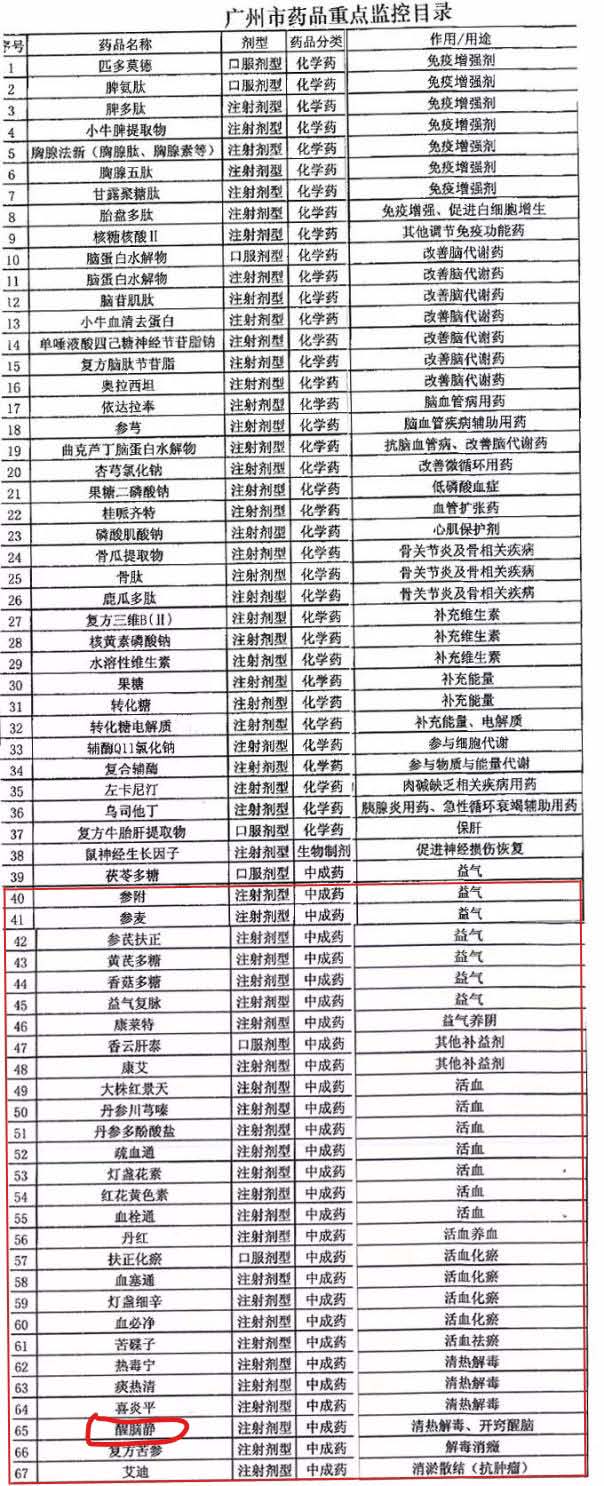 广州市药品重点监控目录
序号 药品名称 剂型 药品分类 作用/用途
1 匹多莫德 口服剂型 化学药 免疫增强剂
2 脾氨肽 口服剂型 化学药 免疫增强剂
3 脾多肽 注射剂型 化学药 免疫增强剂
4 小牛脾提取物 注射剂型 化学药 免疫增强剂
5 胸腺法新（胸腺肽、胸腺素等） 注射剂型 化学药 免疫增强剂
6 胸腺五肽 注射剂型 化学药 免疫增强剂
7 甘露聚糖肽 注射剂型 化学药 免疫增强剂
8 胎盘多肽 注射剂型 化学药 免疫增强、促进白细胞增生
9 核糖核酸Ⅱ 注射剂型 化学药 其他调节免疫功能药
10 脑蛋白水解物 口服剂型 化学药 改善脑代谢药
11 脑蛋白水解物 注射剂型 化学药 改善脑代谢药
12 脑苷肌肽 注射剂型 化学药 改善脑代谢药
13 小牛血清去蛋白 注射剂型 化学药 改善脑代谢药
14 单唾液酸四己糖神经节苷脂钠 注射剂型 化学药 改善脑代谢药
15 复方脑肽节苷脂 注射剂型 化学药 改善脑代谢药
16 奥拉西坦 注射剂型 化学药 改善脑代谢药
17 依达拉奉 注射剂型 化学药 脑血管病用药
18 参芎 注射剂型 化学药 脑血管疾病辅助用药
19 曲克芦丁脑蛋白水解物 注射剂型 化学药 抗脑血管病、改善脑代谢药
20 杏芎氯化钠 注射剂型 化学药 改善微循环用药
21 果糖二磷酸钠 注射剂型 化学药 低磷酸血症
22 桂哌齐特 注射剂型 化学药 血管扩张药
23 磷酸肌酸钠 注射剂型 化学药 心肌保护剂
24 骨瓜提取物 注射剂型 化学药 骨关节炎及骨相关疾病
25 骨肽 注射剂型 化学药 骨关节炎及骨相关疾病
26 鹿瓜多肽 注射剂型 化学药 骨关节炎及骨相关疾病
27 复方三维B(Ⅱ) 注射剂型 化学药 补充维生素
28 核黄素磷酸钠 注射剂型 化学药 补充维生素
29 水溶性维生素 注射剂型 化学药 补充维生素
30 果糖 注射剂型 化学药 补充能量
31 转化糖 注射剂型 化学药 补充能量
32 转化糖电解质 注射剂型 化学药 补充能量、电解质
33 辅酶Q11氯化钠 注射剂型 化学药 参与细胞代谢
34 复合辅酶 注射剂型 化学药 参与物质与能量代谢
35 左卡尼汀 注射剂型 化学药 肉碱缺乏相关疾病用药
36 乌司他丁 注射剂型 化学药 胰腺炎用药、急性循环衰竭辅助用药
37 复方牛胎肝提取物 口服剂型 化学药 保肝
38 鼠神经生长因子 注射剂型 生物制剂 促进神经损伤恢复
39 茯苓多糖 口服剂型 中成药 益气
40 参附 注射剂型 中成药 益气
41 参麦 注射剂型 中成药 益气
42 参芪扶正 注射剂型 中成药 益气
43 黄芪多糖 注射剂型 中成药 益气
44 香菇多糖 注射剂型 中成药 益气
45 益气复脉 注射剂型 中成药 益气
46 康莱特 注射剂型 中成药 益气养阴
47 香云肝泰 口服剂型 中成药 其他补益剂
48 康艾 注射剂型 中成药 其他补益剂
49 大株红景天 注射剂型 中成药 活血
50 丹参川芎嗪 注射剂型 中成药 活血
51 丹参多酚酸盐 注射剂型 中成药 活血
52 疏血通 注射剂型 中成药 活血
53 灯盏花素 注射剂型 中成药 活血
54 红花黄色素 注射剂型 中成药 活血
55 血栓通 注射剂型 中成药 活血
56 丹红 注射剂型 中成药 活血养血
57 扶正化瘀 口服剂型 中成药 活血化瘀
58 血塞通 注射剂型 中成药 活血化瘀
59 灯盏细辛 注射剂型 中成药 活血化瘀
60 血必净 注射剂型 中成药 活血化瘀
61 苦碟子 注射剂型 中成药 活血祛瘀
62 热毒宁 注射剂型 中成药 清热解毒
63 痰热清 注射剂型 中成药 清热解毒
64 喜炎平 注射剂型 中成药 清热解毒
65 醒脑静 注射剂型 中成药 清热解毒、开窍醒脑
66 复方苦参 注射剂型 中成药 解毒消癥
67 艾迪 注射剂型 中成药 消淤散结（抗肿瘤）